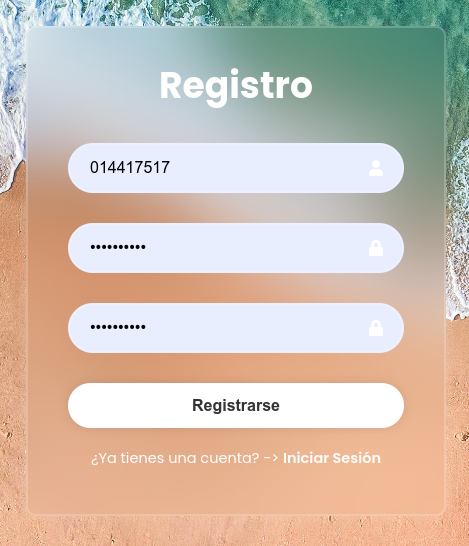 Registro
014417517
••••••••••
••••••••••
Registrarse
¿Ya tienes una cuenta? -> Iniciar Sesión